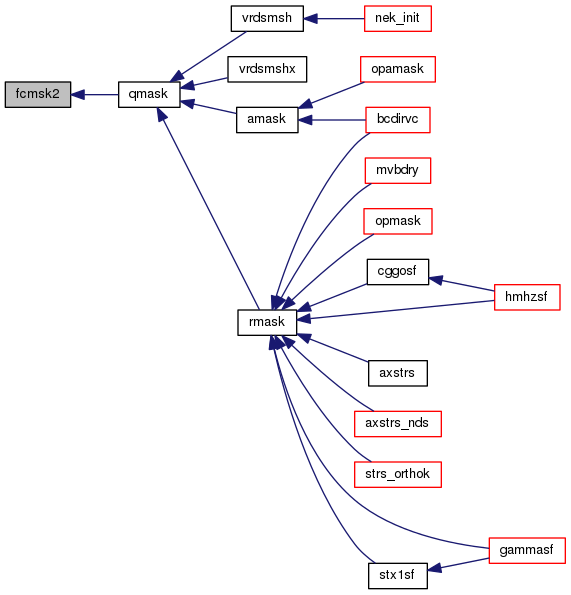 vrdsmsh
nek_init
vrdsmshx
opamask
fcmsk2
qmask
amask
bcdirvc
mvbdry
opmask
cggosf
hmhzsf
rmask
axstrs
axstrs_nds
strs_orthok
gammasf
stx1sf